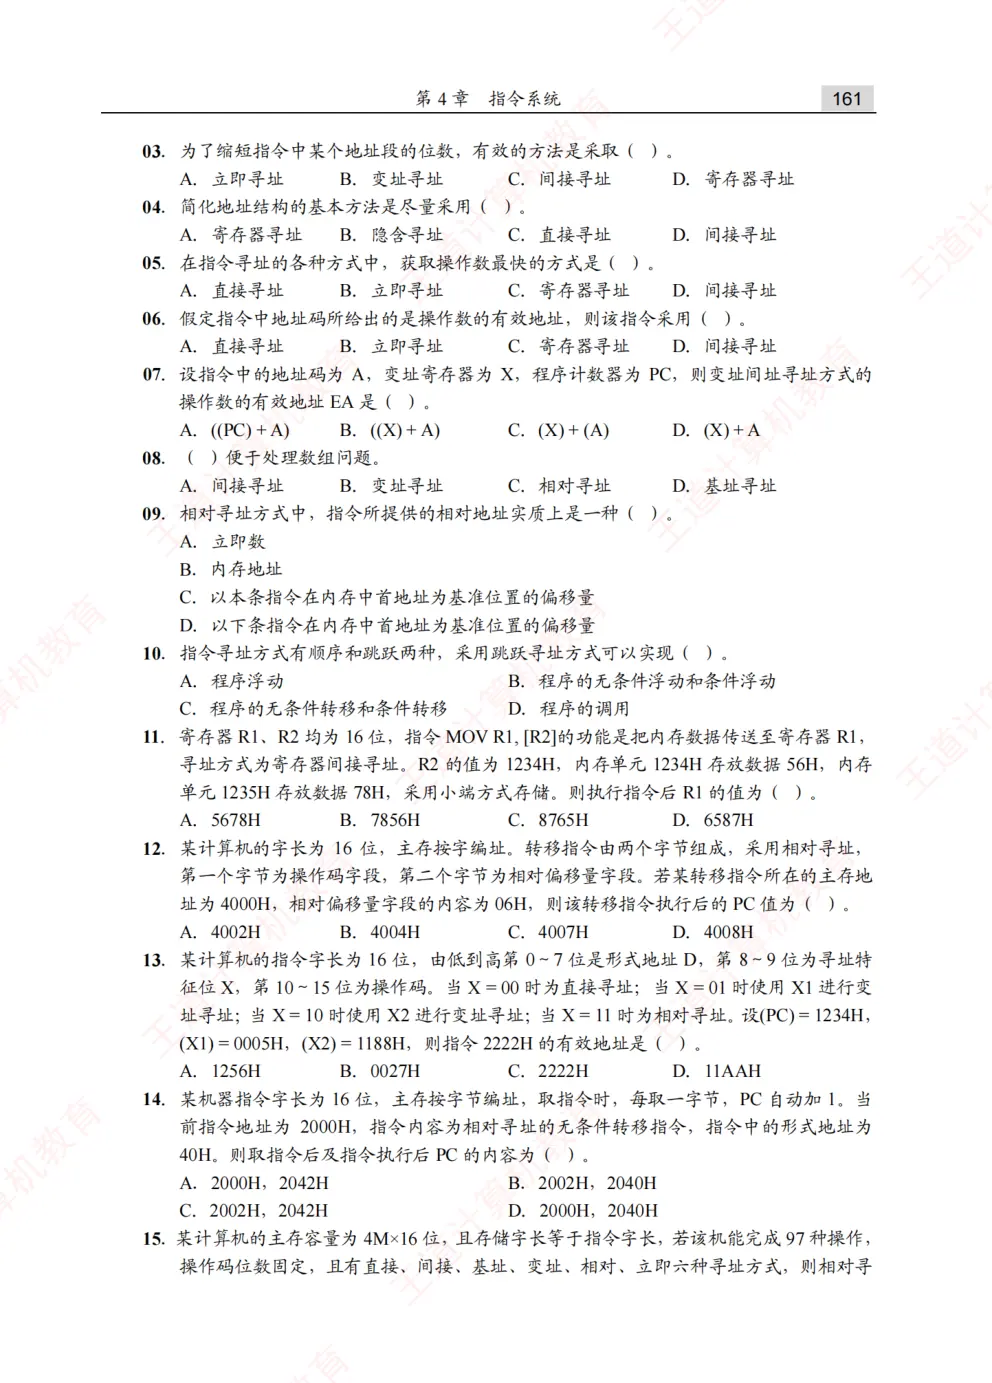 第 4 章 指令系统 161
03. 为了缩短指令中某个地址段的位数，有效的方法是采取（ ）。
A. 立即寻址 B. 变址寻址 C. 间接寻址 D. 寄存器寻址
04. 简化地址结构的基本方法是尽量采用（ ）。
A. 寄存器寻址 B. 隐含寻址 C. 直接寻址 D. 间接寻址
05. 在指令寻址的各种方式中，获取操作数最快的方式是（ ）。
A. 直接寻址 B. 立即寻址 C. 寄存器寻址 D. 间接寻址
06. 假定指令中地址码所给出的是操作数的有效地址，则该指令采用（ ）。
A. 直接寻址 B. 立即寻址 C. 寄存器寻址 D. 间接寻址
07. 设指令中的地址码为 A，变址寄存器为 X，程序计数器为 PC，则变址间址寻址方式的
操作数的有效地址 EA 是（ ）。
A. ((PC) + A) B. ((X) + A) C. (X) + (A) D. (X) + A
08. （ ）便于处理数组问题。
A. 间接寻址 B. 变址寻址 C. 相对寻址 D. 基址寻址
09. 相对寻址方式中，指令所提供的相对地址实质上是一种（ ）。
A. 立即数
B. 内存地址
C. 以本条指令在内存中首地址为基准位置的偏移量
D. 以下条指令在内存中首地址为基准位置的偏移量
10. 指令寻址方式有顺序和跳跃两种，采用跳跃寻址方式可以实现（ ）。
A. 程序浮动 B. 程序的无条件浮动和条件浮动
C. 程序的无条件转移和条件转移 D. 程序的调用
11. 寄存器 R1、R2 均为 16 位，指令 MOV R1, [R2]的功能是把内存数据传送至寄存器 R1，
寻址方式为寄存器间接寻址。R2 的值为 1234H，内存单元 1234H 存放数据 56H，内存
单元 1235H 存放数据 78H，采用小端方式存储。则执行指令后 R1 的值为（ ）。
A. 5678H B. 7856H C. 8765H D. 6587H
12. 某计算机的字长为 16 位，主存按字编址。转移指令由两个字节组成，采用相对寻址，
第一个字节为操作码字段，第二个字节为相对偏移量字段。若某转移指令所在的主存地
址为 4000H，相对偏移量字段的内容为 06H，则该转移指令执行后的 PC 值为（ ）。
A. 4002H B. 4004H C. 4007H D. 4008H
13. 某计算机的指令字长为 16 位，由低到高第 0～7 位是形式地址 D，第 8～9 位为寻址特
征位 X，第 10～15 位为操作码。当 X = 00 时为直接寻址；当 X = 01 时使用 X1 进行变
址寻址；当 X = 10 时使用 X2 进行变址寻址；当 X = 11 时为相对寻址。设(PC) = 1234H，
(X1) = 0005H，(X2) = 1188H，则指令 2222H 的有效地址是（ ）。
A. 1256H B. 0027H C. 2222H D. 11AAH
14. 某机器指令字长为 16 位，主存按字节编址，取指令时，每取一字节，PC 自动加 1。当
前指令地址为 2000H，指令内容为相对寻址的无条件转移指令，指令中的形式地址为
40H。则取指令后及指令执行后 PC 的内容为（ ）。
A. 2000H，2042H B. 2002H，2040H
C. 2002H，2042H D. 2000H，2040H
15. 某计算机的主存容量为 4M×16 位，且存储字长等于指令字长，若该机能完成 97 种操作，
操作码位数固定，且有直接、间接、基址、变址、相对、立即六种寻址方式，则相对寻